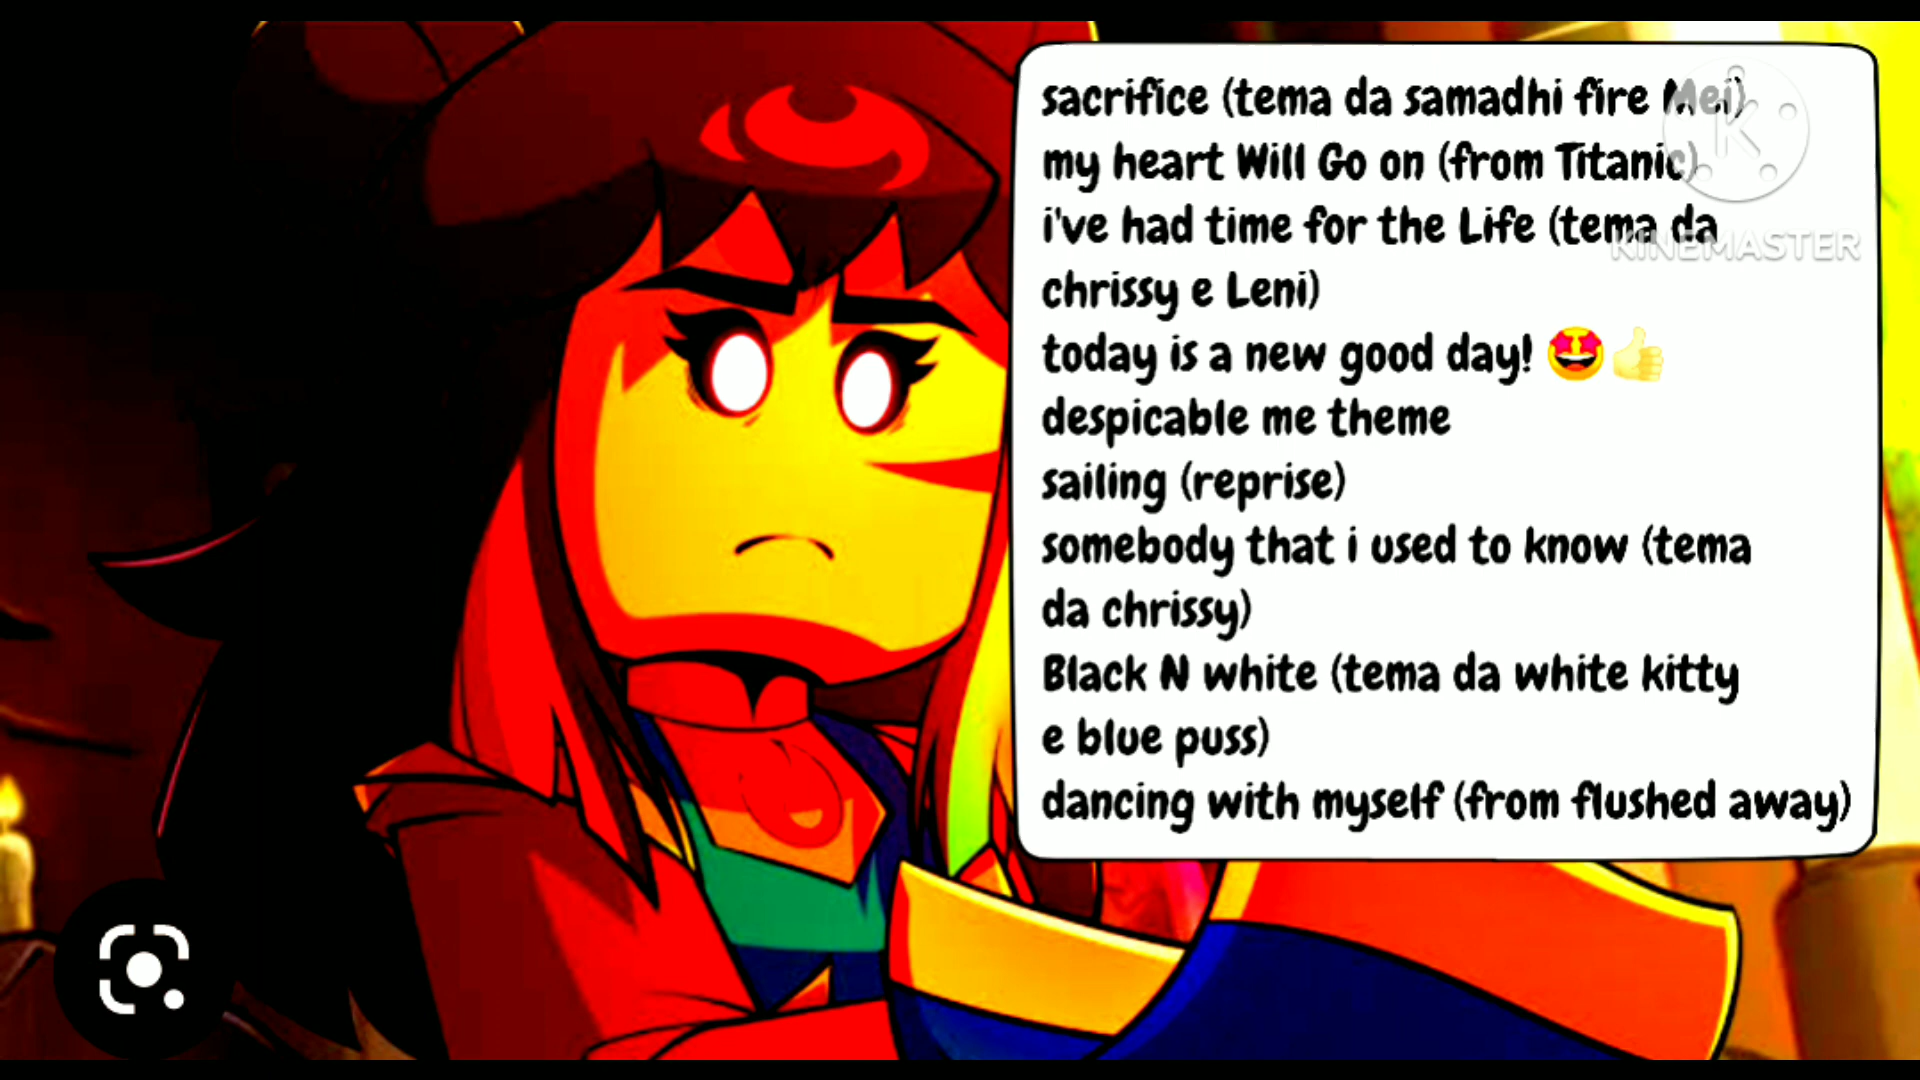 sacrifice (tema da samadhi fire Mei)
my heart Will Go on (from Titanic)
i've had time for the Life (tema da
chrissy e Leni)
today is a new good day! 🤩👍
despicable me theme
sailing (reprise)
somebody that i used to know (tema
da chrissy)
Black N white (tema da white kitty
e blue puss)
dancing with myself (from flushed away)
K
KINEMASTER